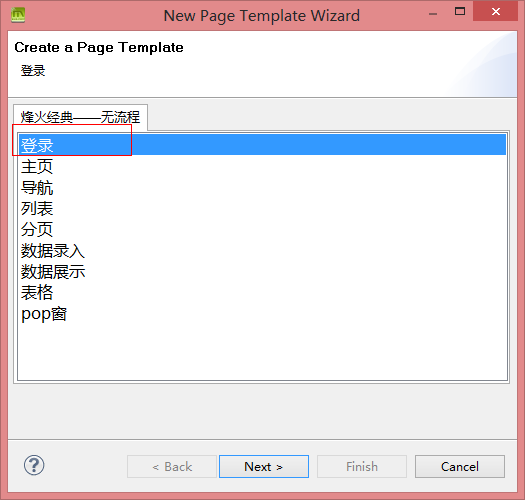 New Page Template Wizard
Create a Page Template
登录
烽火经典——无流程
登录
主页
导航
列表
分页
数据录入
数据展示
表格
pop窗
?
< Back
Next >
Finish
Cancel